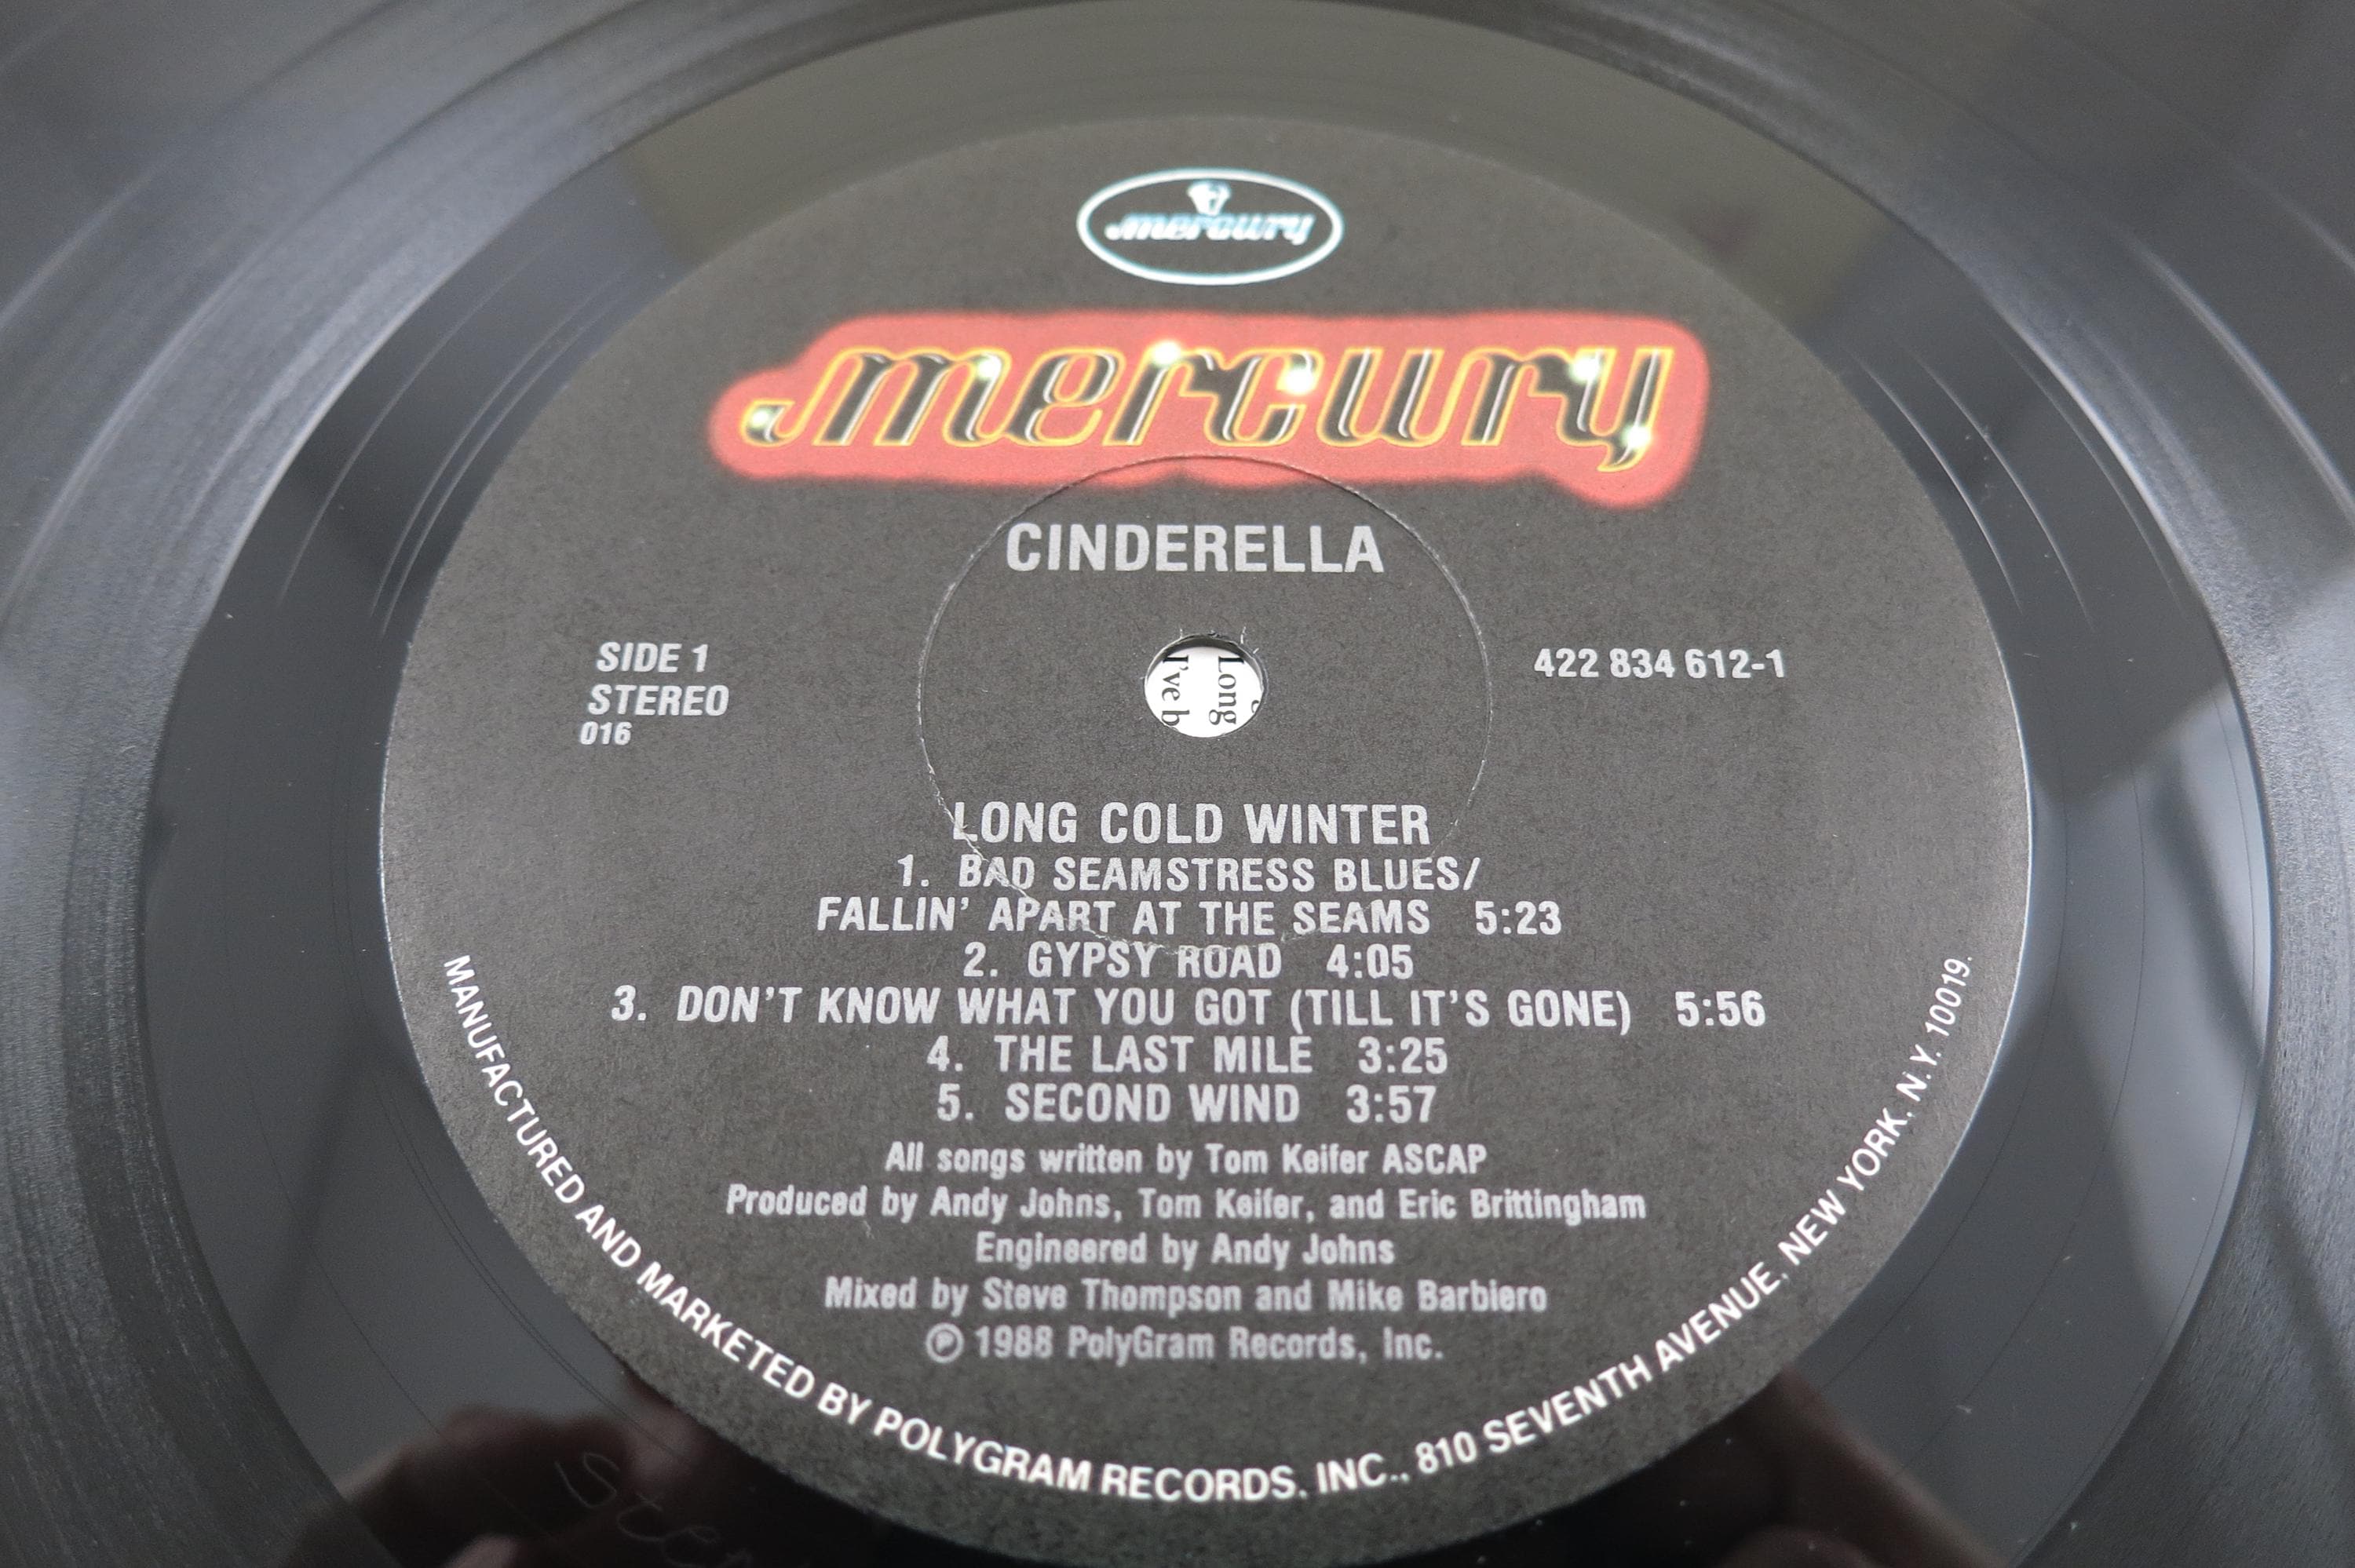 mercury
mercury
CINDERELLA
SIDE 1
STEREO
016
422 834 612-1
I've b
Long
LONG COLD WINTER
1. BAD SEAMSTRESS BLUES/
FALLIN' APART AT THE SEAMS 5:23
2. GYPSY ROAD 4:05
3. DON'T KNOW WHAT YOU GOT (TILL IT'S GONE) 5:56
4. THE LAST MILE 3:25
5. SECOND WIND 3:57
All songs written by Tom Keifer ASCAP
Produced by Andy Johns, Tom Keifer, and Eric Brittingham
Engineered by Andy Johns
Mixed by Steve Thompson and Mike Barbiero
℗ 1988 PolyGram Records, Inc.
MANUFACTURED AND MARKETED BY POLYGRAM RECORDS, INC., 810 SEVENTH AVENUE, NEW YORK, N.Y. 10019.